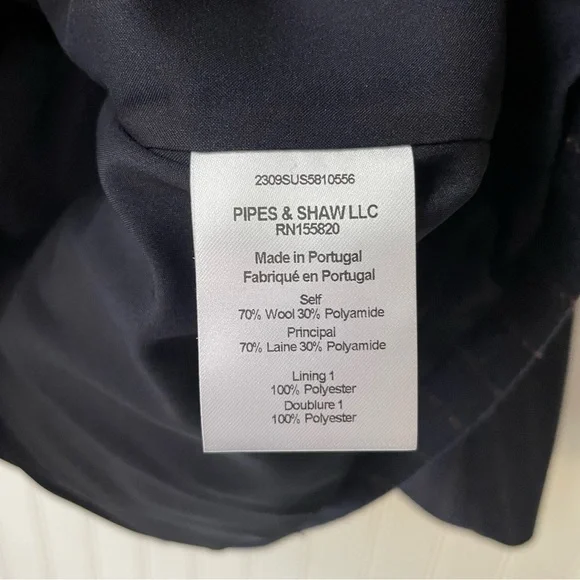 2309SUS5810556
PIPES & SHAW LLC
RN155820
Made in Portugal
Fabriqué en Portugal
Self
70% Wool 30% Polyamide
Principal
70% Laine 30% Polyamide
Lining 1
100% Polyester
Doublure 1
100% Polyester